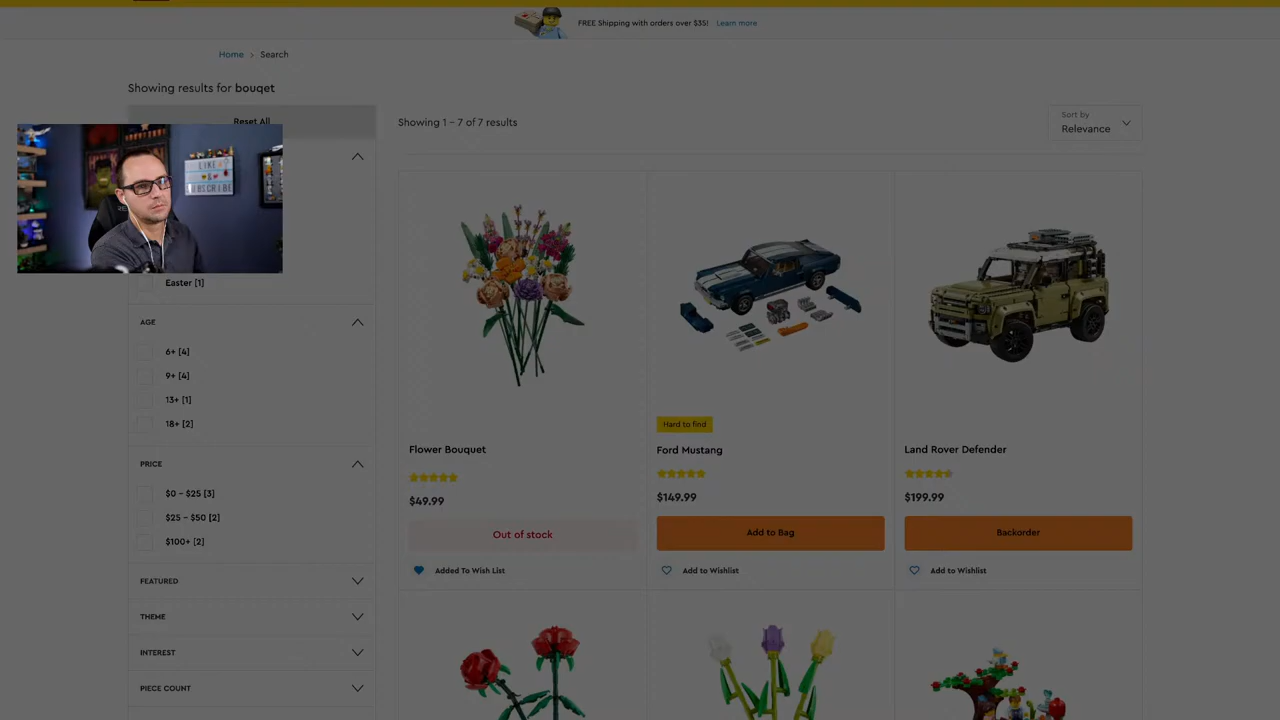 FREE Shipping with orders over $35! Learn more
Home > Search
Showing results for bouqet
Reset All
Showing 1 - 7 of 7 results
Sort by
Relevance
LIKE
&
UBSCRIBE
Easter [1]
AGE
6+ [4]
9+ [4]
13+ [1]
18+ [2]
PRICE
$0 - $25 [3]
$25 - $50 [2]
$100+ [2]
FEATURED
THEME
INTEREST
PIECE COUNT
Flower Bouquet
$49.99
Out of stock
Added To Wish List
Hard to find
Ford Mustang
$149.99
Add to Bag
Add to Wishlist
Land Rover Defender
$199.99
Backorder
Add to Wishlist